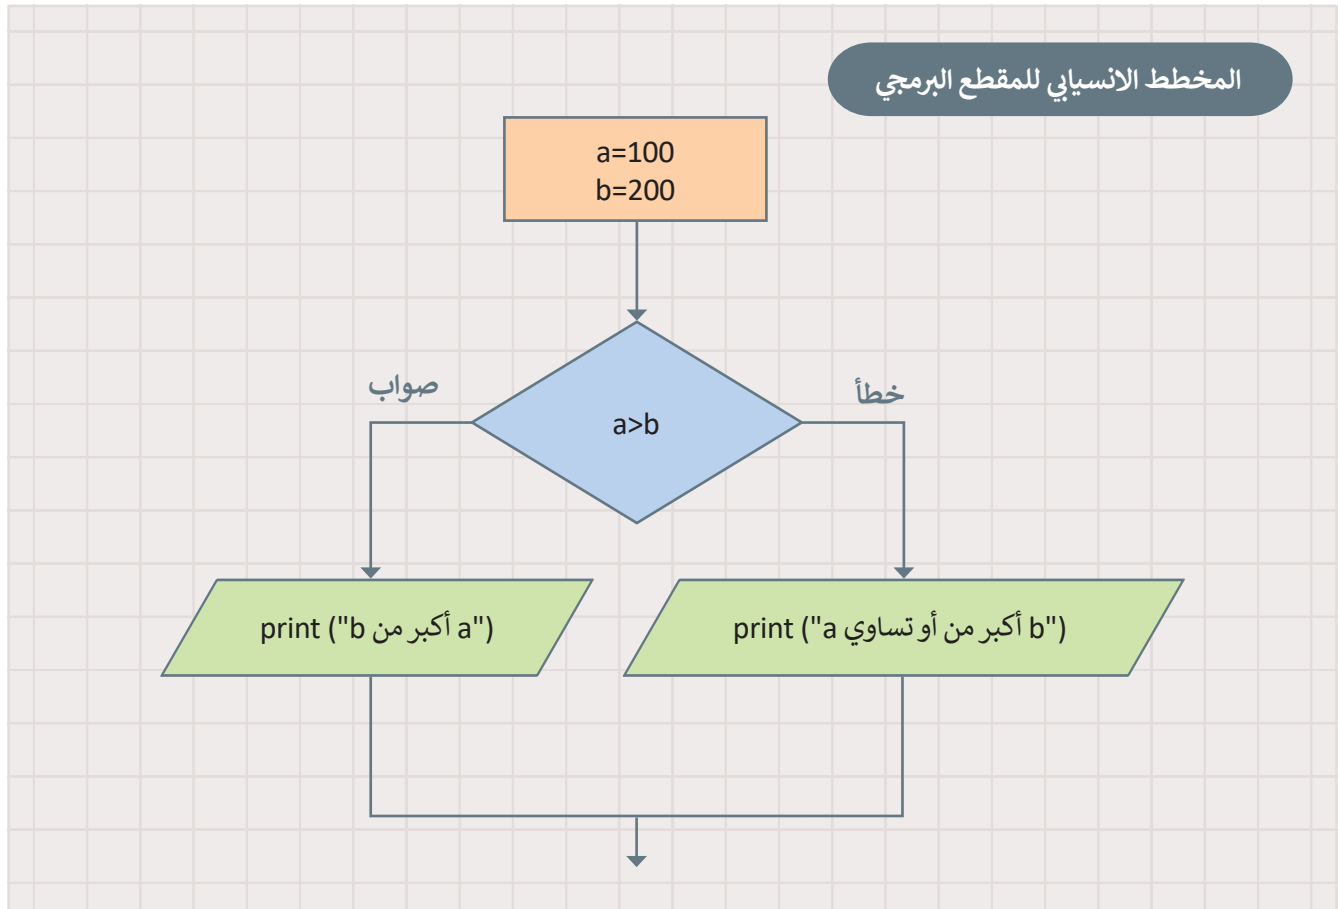 المخطط الانسيابي للمقطع البرمجي
a=100
b=200
a>b
صواب
خطأ
print ("a أكبر من b")
print ("b أكبر من أو تساوي a")